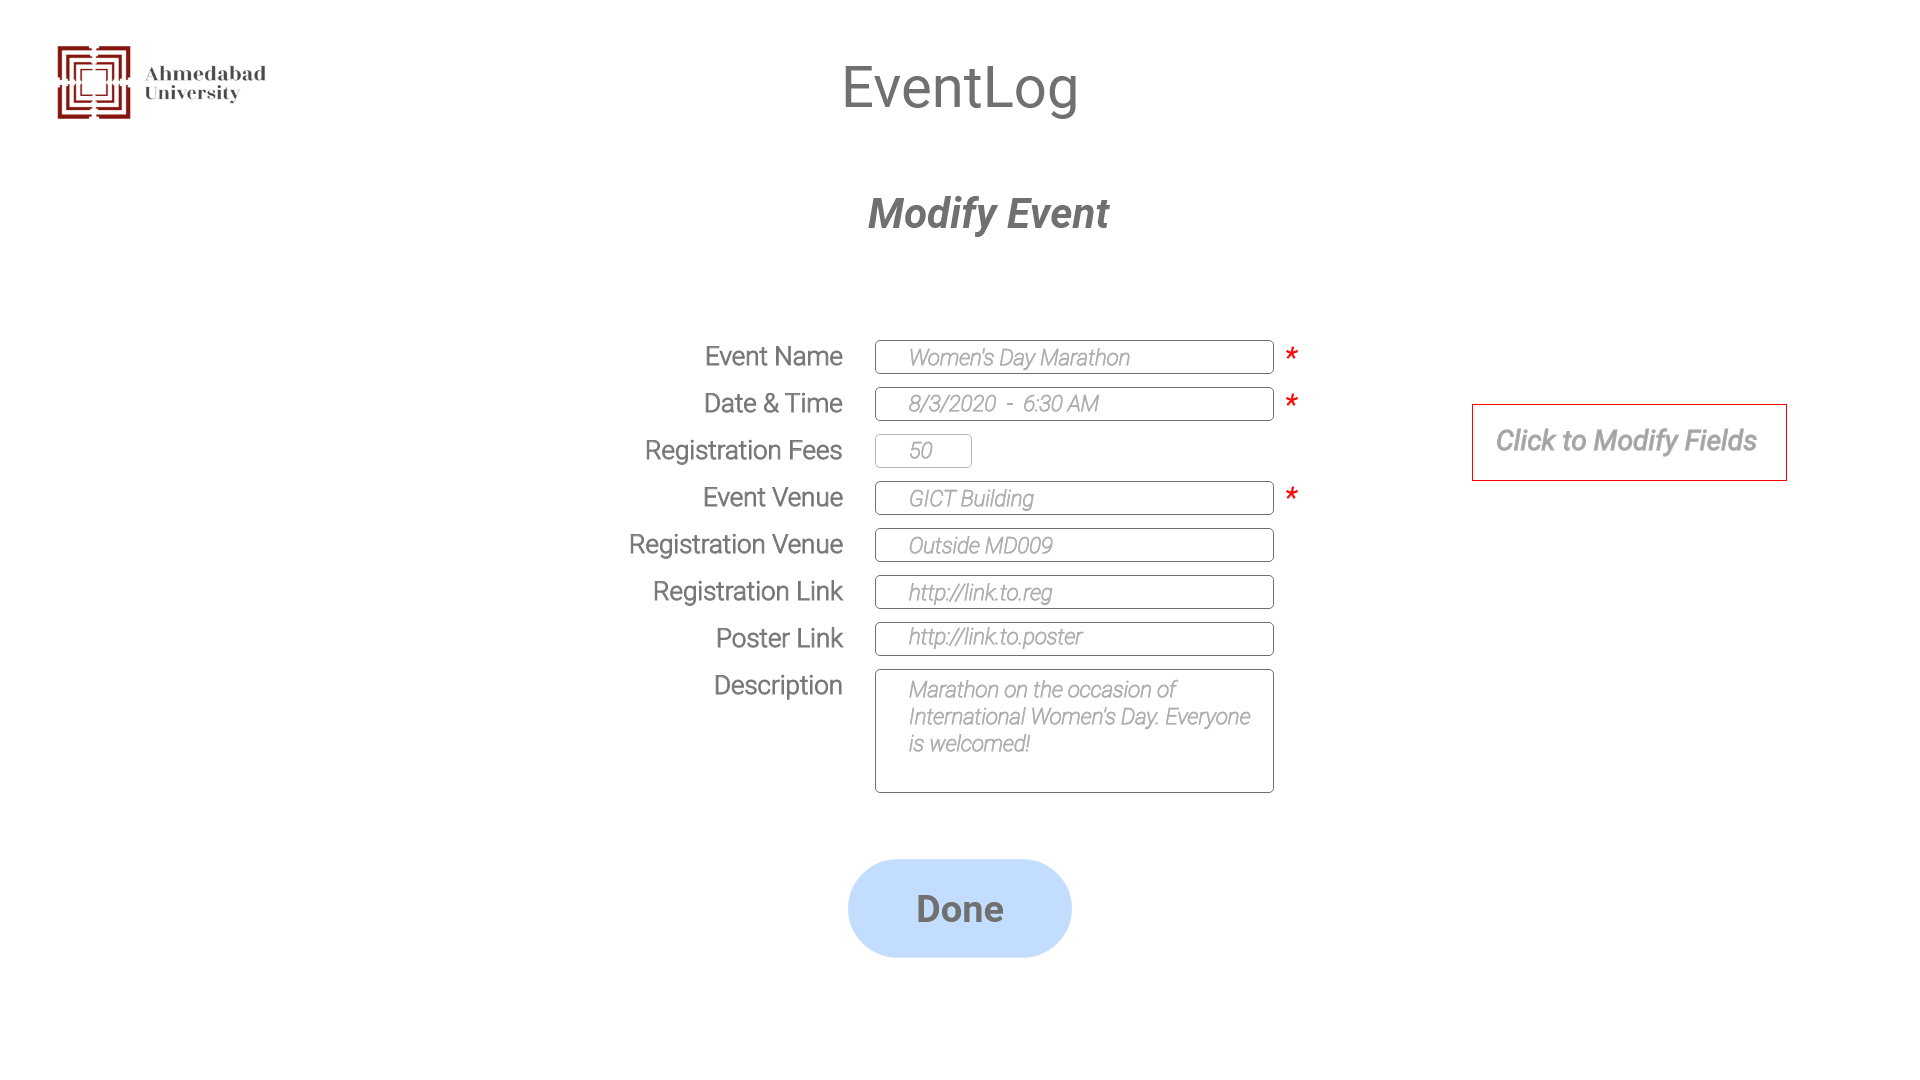 Ahmedabad
University
EventLog
Modify Event
Event Name Women's Day Marathon *
Date & Time 8/3/2020 - 6:30 AM *
Registration Fees 50
Event Venue GICT Building *
Registration Venue Outside MD009
Registration Link http://link.to.reg
Poster Link http://link.to.poster
Description Marathon on the occasion of
International Women's Day. Everyone
is welcomed!
Click to Modify Fields
Done